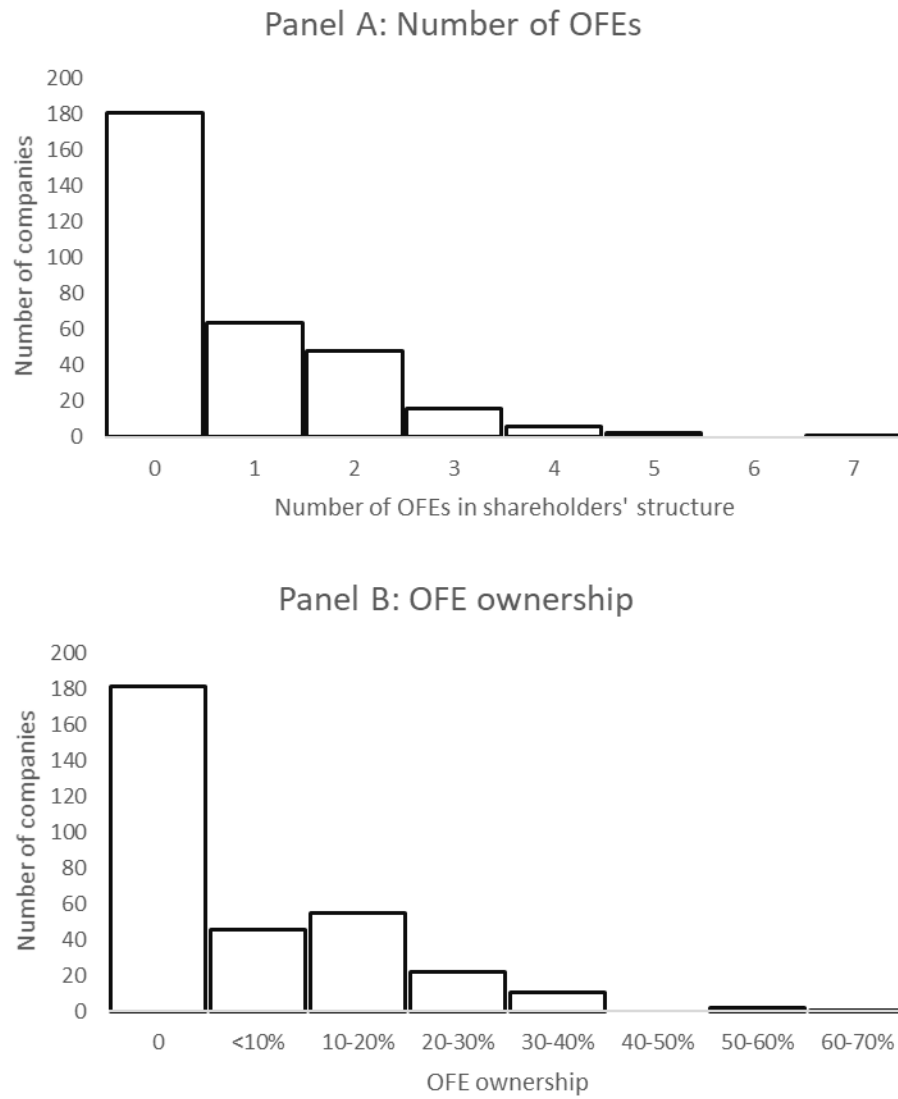 Panel A: Number of OFEs
200
180
160
140
120
100
80
60
40
20
0
Number of companies
0 1 2 3 4 5 6 7
Number of OFEs in shareholders' structure
Panel B: OFE ownership
200
180
160
140
120
100
80
60
40
20
0
Number of companies
0 <10% 10-20% 20-30% 30-40% 40-50% 50-60% 60-70%
OFE ownership